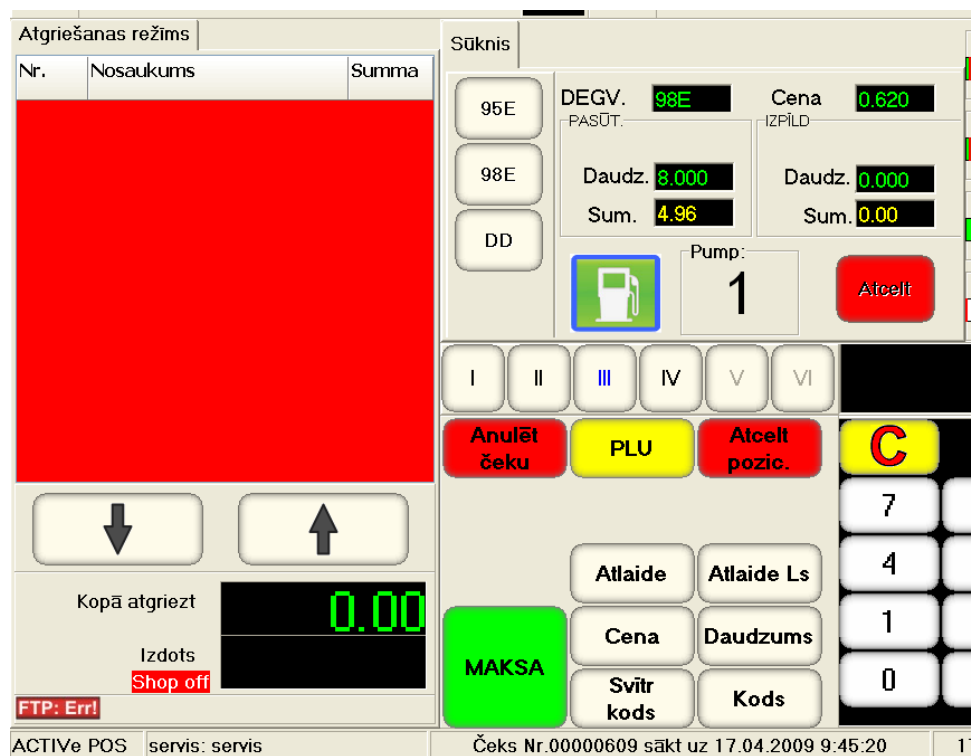 Atgriešanas režīms
Nr. Nosaukums Summa
Kopā atgriezt 0.00
Izdots
Shop off
FTP: Err!
Sūknis
95E
98E
DD
DEGV. 98E Cena 0.620
PASŪT. IZPĪLD
Daudz. 8.000 Daudz. 0.000
Sum. 4.96 Sum. 0.00
Pump:
1
Atcelt
I II III IV V VI
Anulēt čeku
PLU
Atcelt pozic.
C
7
4
1
0
Atlaide
Atlaide Ls
MAKSA
Cena
Daudzums
Svītr kods
Kods
ACTIVe POS servis: servis Čeks Nr.00000609 sākt uz 17.04.2009 9:45:20